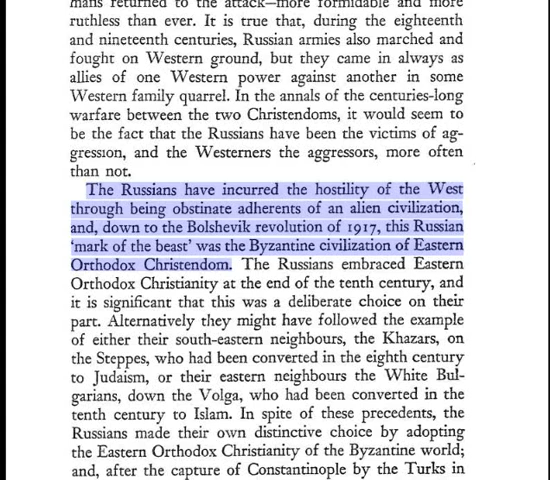 mans returned to the attack—more formidable and more
ruthless than ever. It is true that, during the eighteenth
and nineteenth centuries, Russian armies also marched and
fought on Western ground, but they came in always as
allies of one Western power against another in some
Western family quarrel. In the annals of the centuries-long
warfare between the two Christendoms, it would seem to
be the fact that the Russians have been the victims of ag-
gression, and the Westerners the aggressors, more often
than not.
The Russians have incurred the hostility of the West
through being obstinate adherents of an alien civilization,
and, down to the Bolshevik revolution of 1917, this Russian
'mark of the beast' was the Byzantine civilization of Eastern
Orthodox Christendom. The Russians embraced Eastern
Orthodox Christianity at the end of the tenth century, and
it is significant that this was a deliberate choice on their
part. Alternatively they might have followed the example
of either their south-eastern neighbours, the Khazars, on
the Steppes, who had been converted in the eighth century
to Judaism, or their eastern neighbours the White Bul-
garians, down the Volga, who had been converted in the
tenth century to Islam. In spite of these precedents, the
Russians made their own distinctive choice by adopting
the Eastern Orthodox Christianity of the Byzantine world;
and, after the capture of Constantinople by the Turks in